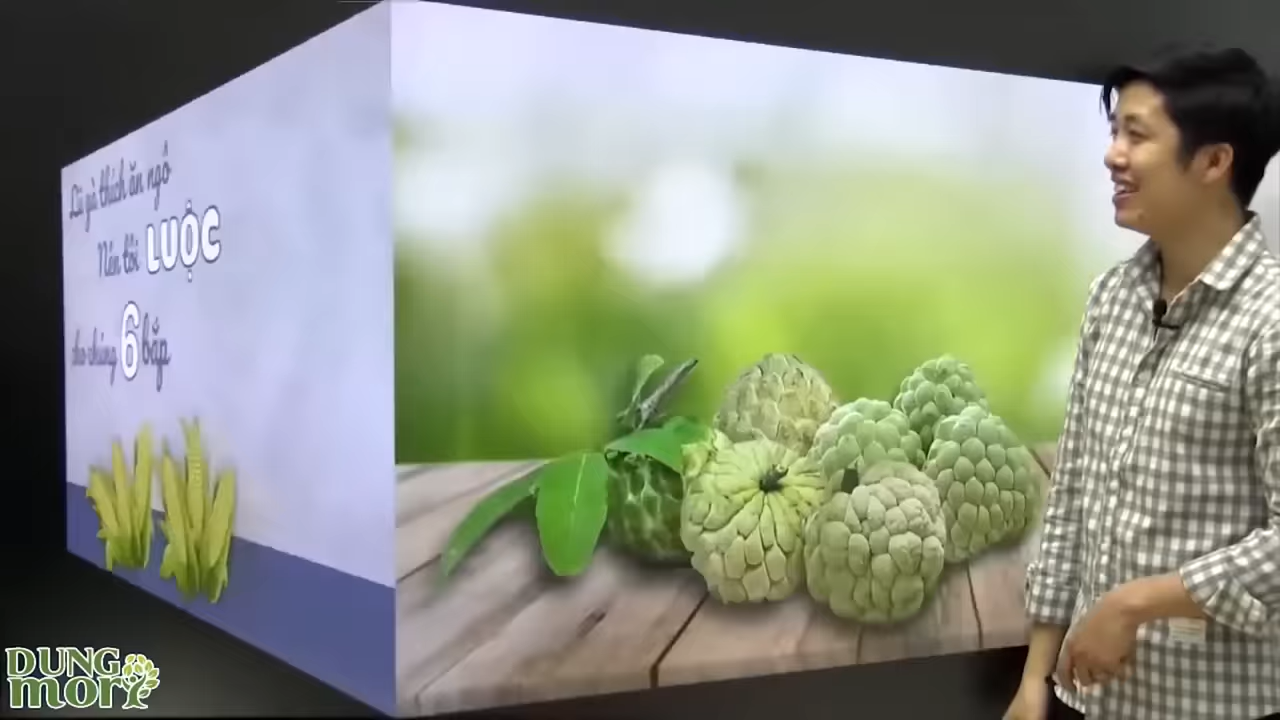 Lũ gà thích ăn ngô
Nên tôi LUỘC
cho chúng 6 bắp
DUNG
mori